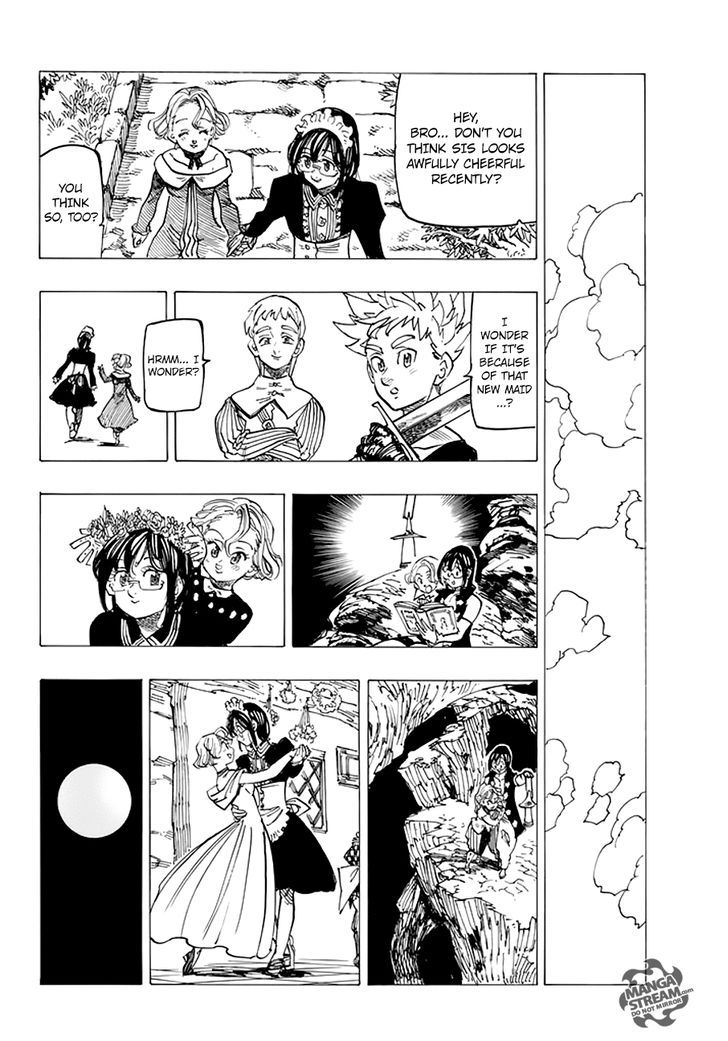 HEY,
BRO... DON'T YOU
THINK SIS LOOKS
AWFULLY CHEERFUL
RECENTLY?
YOU
THINK
SO, TOO?
I
WONDER
IF IT'S
BECAUSE
OF THAT
NEW MAID
...?
HRMM... I
WONDER?
MANGA
STREAM.com
DO NOT MIRROR